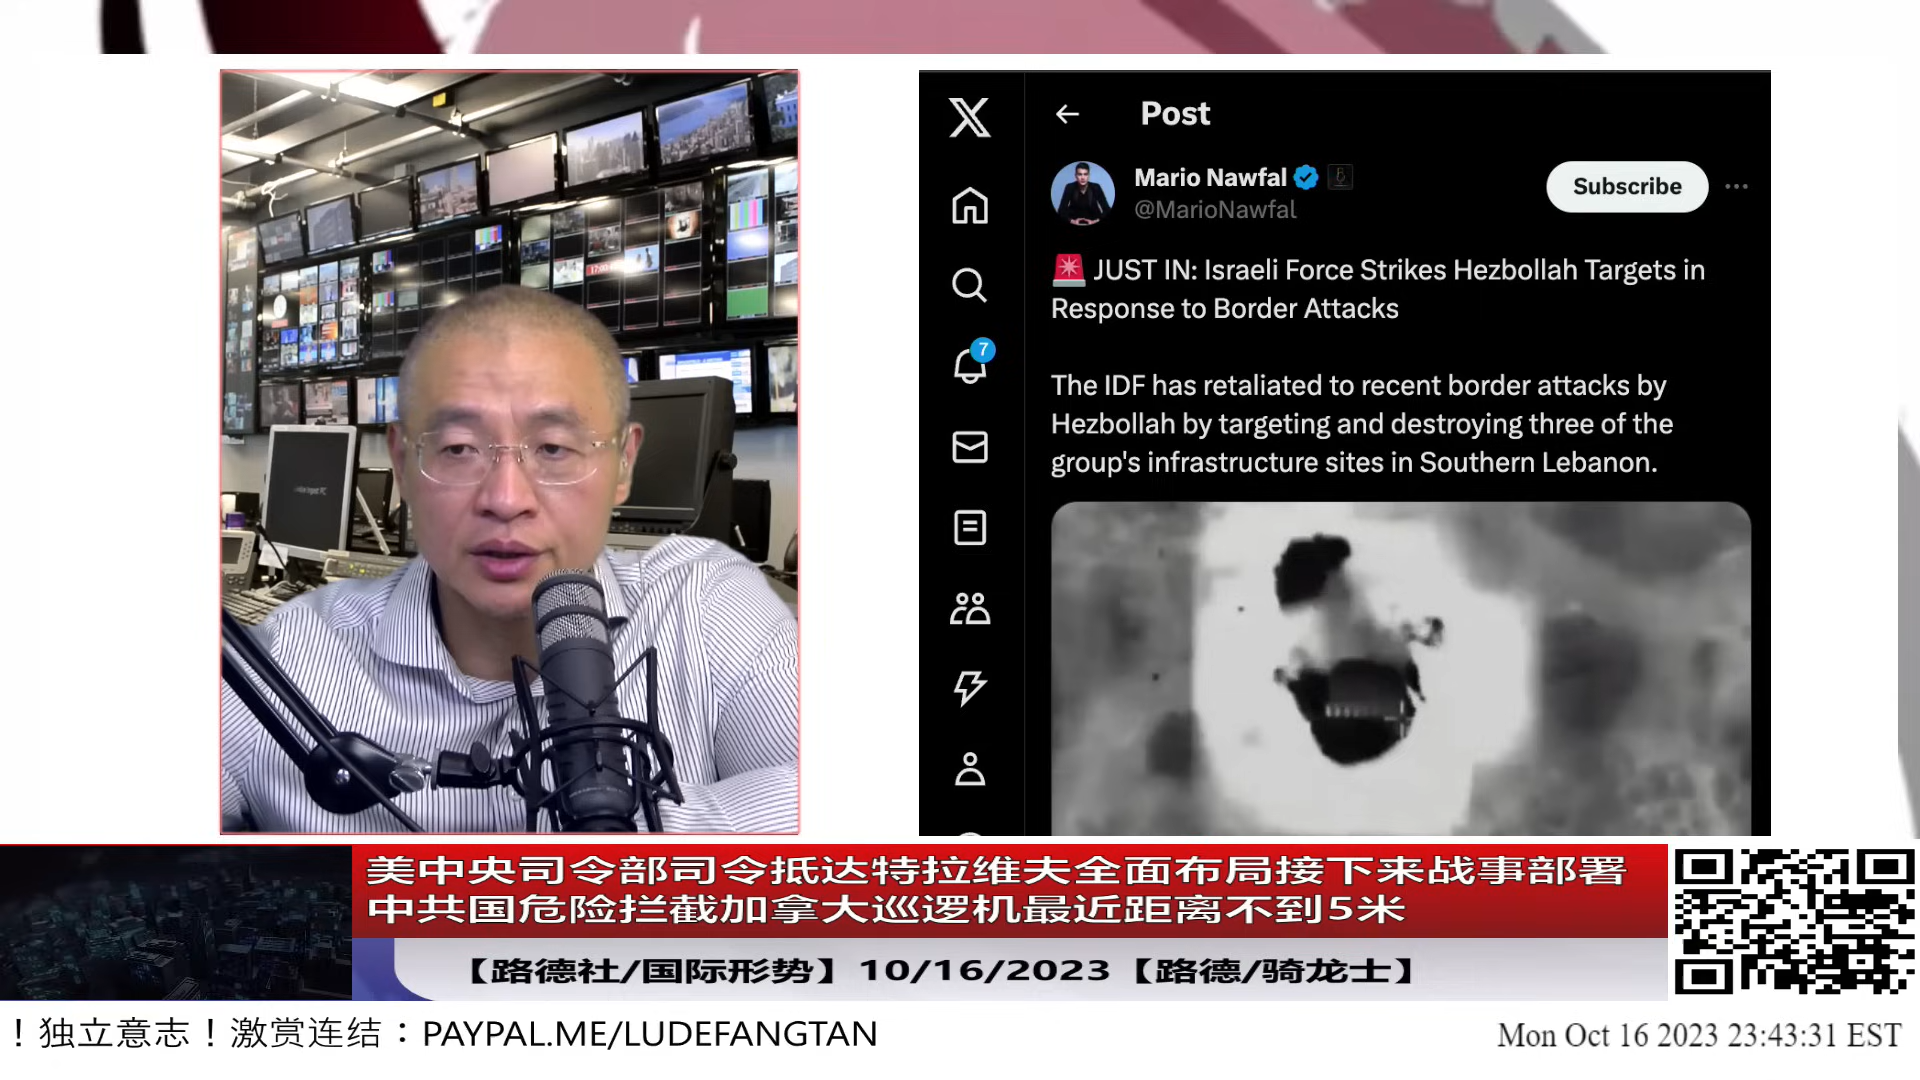 Post
Mario Nawfal
@MarioNawfal
Subscribe
7
JUST IN: Israeli Force Strikes Hezbollah Targets in
Response to Border Attacks
The IDF has retaliated to recent border attacks by
Hezbollah by targeting and destroying three of the
group's infrastructure sites in Southern Lebanon.
美中央司令部司令抵达特拉维夫全面布局接下来战事部署
中共国危险拦截加拿大巡逻机最近距离不到5米
【路德社/国际形势】10/16/2023【路德/骑龙士】
！独立意志！激赏连结：PAYPAL.ME/LUDEFANGTAN
Mon Oct 16 2023 23:43:31 EST